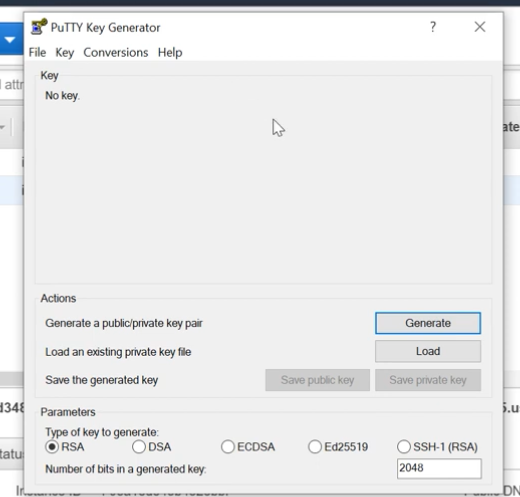 PuTTY Key Generator ?
File Key Conversions Help
Key
No key.
Actions
Generate a public/private key pair Generate
Load an existing private key file Load
Save the generated key Save public key Save private key
Parameters
Type of key to generate:
RSA DSA ECDSA Ed25519 SSH-1 (RSA)
Number of bits in a generated key: 2048